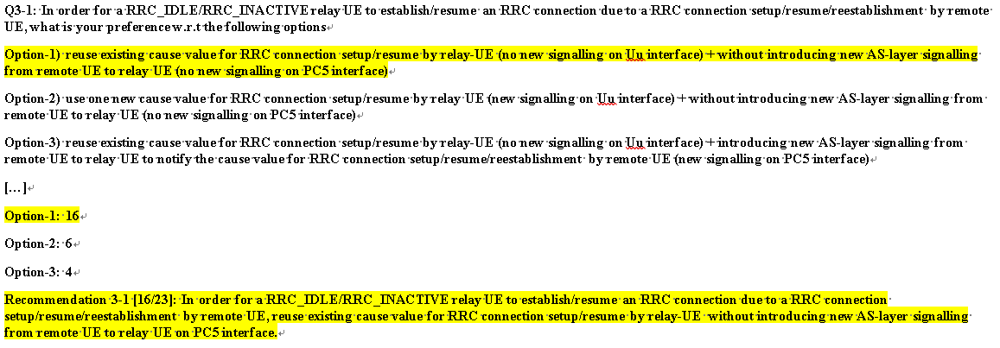 Q3-1: In order for a RRC_IDLE/RRC_INACTIVE relay UE to establish/resume an RRC connection due to a RRC connection setup/resume/reestablishment by remote
UE, what is your preference w.r.t the following options
Option-1) reuse existing cause value for RRC connection setup/resume by relay-UE (no new signalling on Uu interface) + without introducing new AS-layer signalling
from remote UE to relay UE (no new signalling on PC5 interface)
Option-2) use one new cause value for RRC connection setup/resume by relay UE (new signalling on Uu interface) + without introducing new AS-layer signalling from
remote UE to relay UE (no new signalling on PC5 interface)
Option-3) reuse existing cause value for RRC connection setup/resume by relay-UE (no new signalling on Uu interface) + introducing new AS-layer signalling from
remote UE to relay UE to notify the cause value for RRC connection setup/resume/reestablishment by remote UE (new signalling on PC5 interface)
[…]
Option-1: 16
Option-2: 6
Option-3: 4
Recommendation 3-1 [16/23]: In order for a RRC_IDLE/RRC_INACTIVE relay UE to establish/resume an RRC connection due to a RRC connection
setup/resume/reestablishment by remote UE, reuse existing cause value for RRC connection setup/resume by relay-UE without introducing new AS-layer signalling
from remote UE to relay UE on PC5 interface.